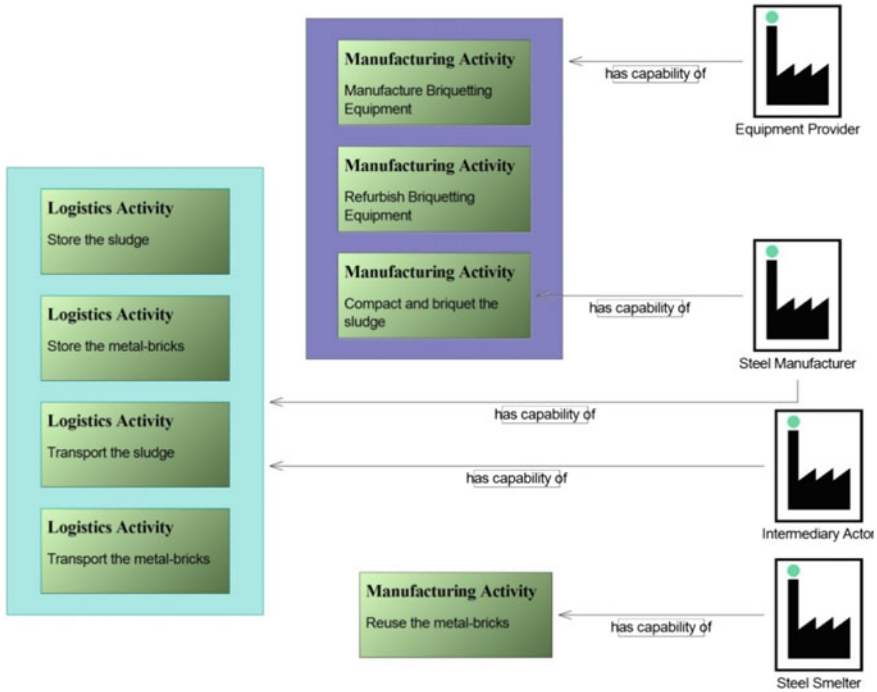 Manufacturing Activity
Manufacture Briquetting
Equipment
has capability of
Equipment Provider
Manufacturing Activity
Refurbish Briquetting
Equipment
Logistics Activity
Store the sludge
Manufacturing Activity
Compact and briquet the
sludge
has capability of
Steel Manufacturer
Logistics Activity
Store the metal-bricks
has capability of
Logistics Activity
Transport the sludge
has capability of
Intermediary Actor
Logistics Activity
Transport the metal-bricks
Manufacturing Activity
Reuse the metal-bricks
has capability of
Steel Smelter